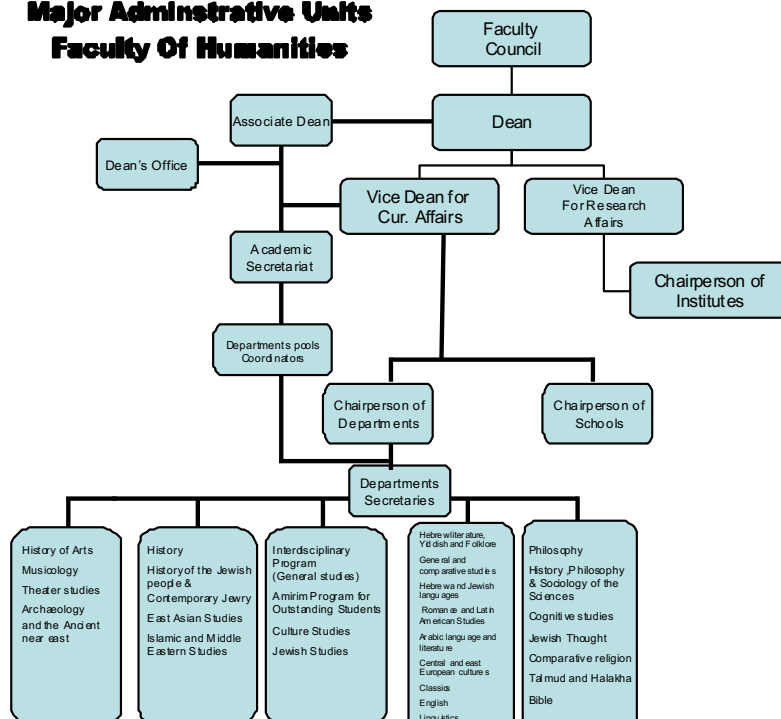 Major Adminstrative Units
Faculty Of Humanities
Faculty
Council
Associate Dean
Dean
Dean's Office
Vice Dean for
Cur. Affairs
Vice Dean
For Research
Affairs
Academic
Secretariat
Chairperson of
Institutes
Departments pools
Coordinators
Chairperson of
Departments
Chairperson of
Schools
Departments
Secretaries
History of Arts
Musicology
Theater studies
Archaeology
and the Ancient
near east
History
History of the Jewish
people &
Contemporary Jewry
East Asian Studies
Islamic and Middle
Eastern Studies
Interdisciplinary
Program
(General studies)
Amirim Program for
Outstanding Students
Culture Studies
Jewish Studies
Hebrew literature,
Yiddish and Folklore
General and
comparative studies
Hebrew and Jewish
languages
Romance and Latin
American Studies
Arabic language and
literature
Central and east
European cultures
Classics
English
Linguistics
Philosophy
History ,Philosophy
& Sociology of the
Sciences
Cognitive studies
Jewish Thought
Comparative religion
Talmud and Halakha
Bible